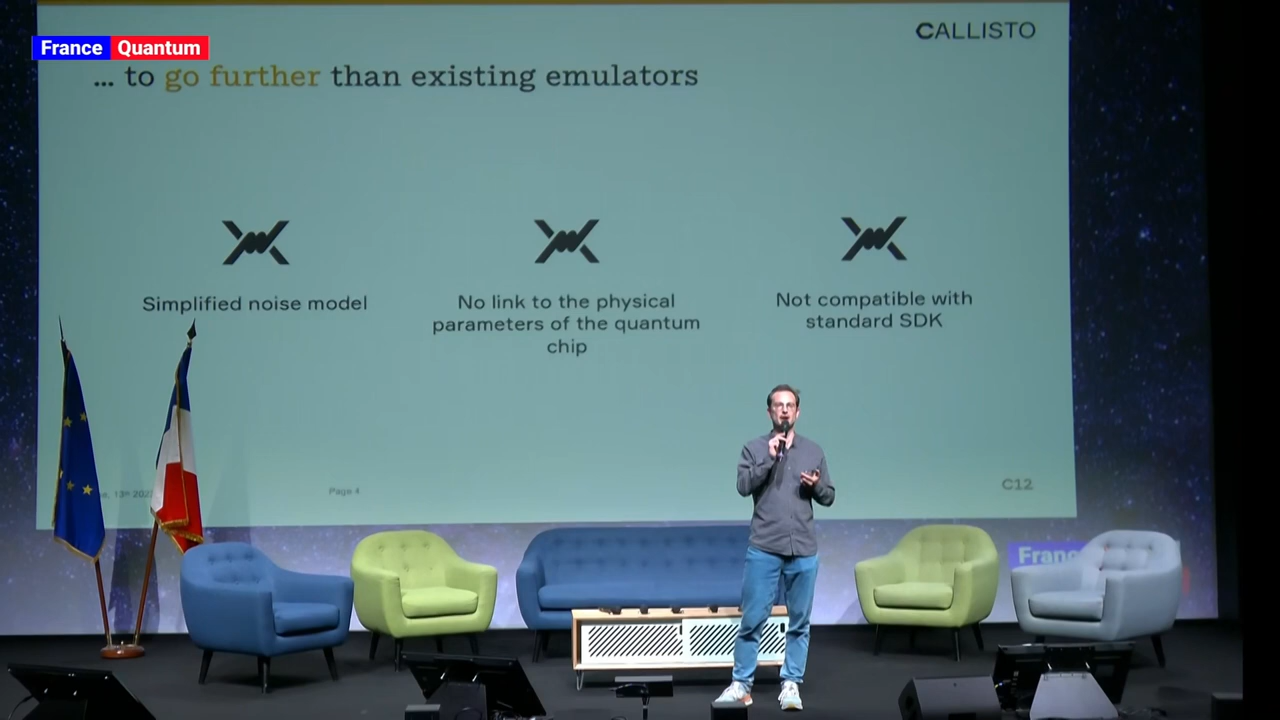 France Quantum
CALLISTO
... to go further than existing emulators
Simplified noise model
No link to the physical
parameters of the quantum
chip
Not compatible with
standard SDK
Page 4
C12